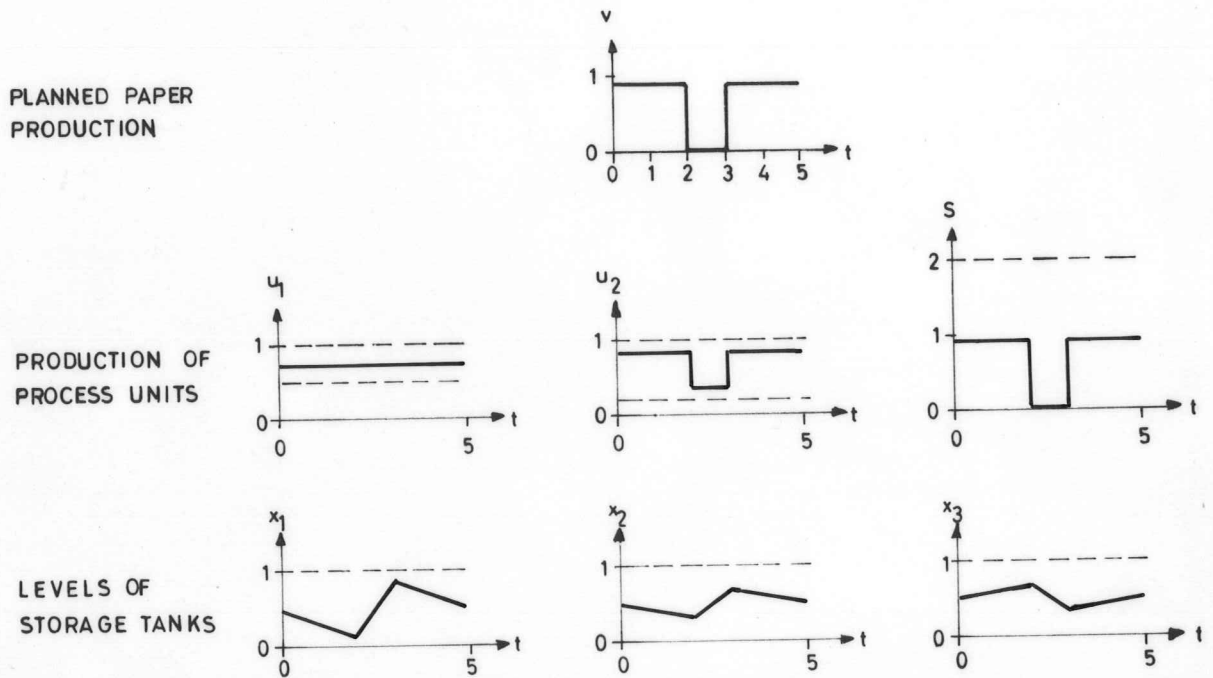 v
PLANNED PAPER
PRODUCTION
1
0
0 1 2 3 4 5 t
S
2
1
0
0 5 t
u1
1
0
0 5 t
u2
1
0
0 5 t
PRODUCTION OF
PROCESS UNITS
x1
1
0
0 5 t
x2
1
0
0 5 t
x3
1
0
0 5 t
LEVELS OF
STORAGE TANKS